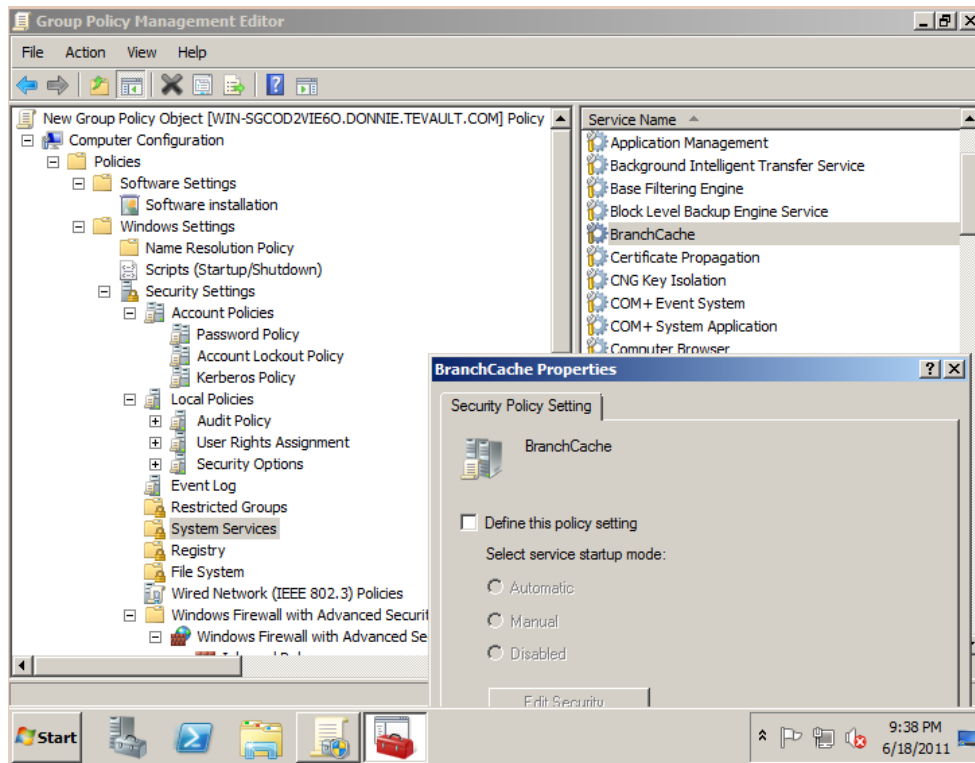 Group Policy Management Editor
File Action View Help
New Group Policy Object [WIN-SGCOD2VIE6O.DONNIE.TEVAULT.COM] Policy
Computer Configuration
Policies
Software Settings
Software installation
Windows Settings
Name Resolution Policy
Scripts (Startup/Shutdown)
Security Settings
Account Policies
Password Policy
Account Lockout Policy
Kerberos Policy
Local Policies
Audit Policy
User Rights Assignment
Security Options
Event Log
Restricted Groups
System Services
Registry
File System
Wired Network (IEEE 802.3) Policies
Windows Firewall with Advanced Securit
Windows Firewall with Advanced Se
Service Name
Application Management
Background Intelligent Transfer Service
Base Filtering Engine
Block Level Backup Engine Service
BranchCache
Certificate Propagation
CNG Key Isolation
COM+ Event System
COM+ System Application
Computer Browser
BranchCache Properties
Security Policy Setting
BranchCache
Define this policy setting
Select service startup mode:
Automatic
Manual
Disabled
Edit Security
Start
9:38 PM
6/18/2011